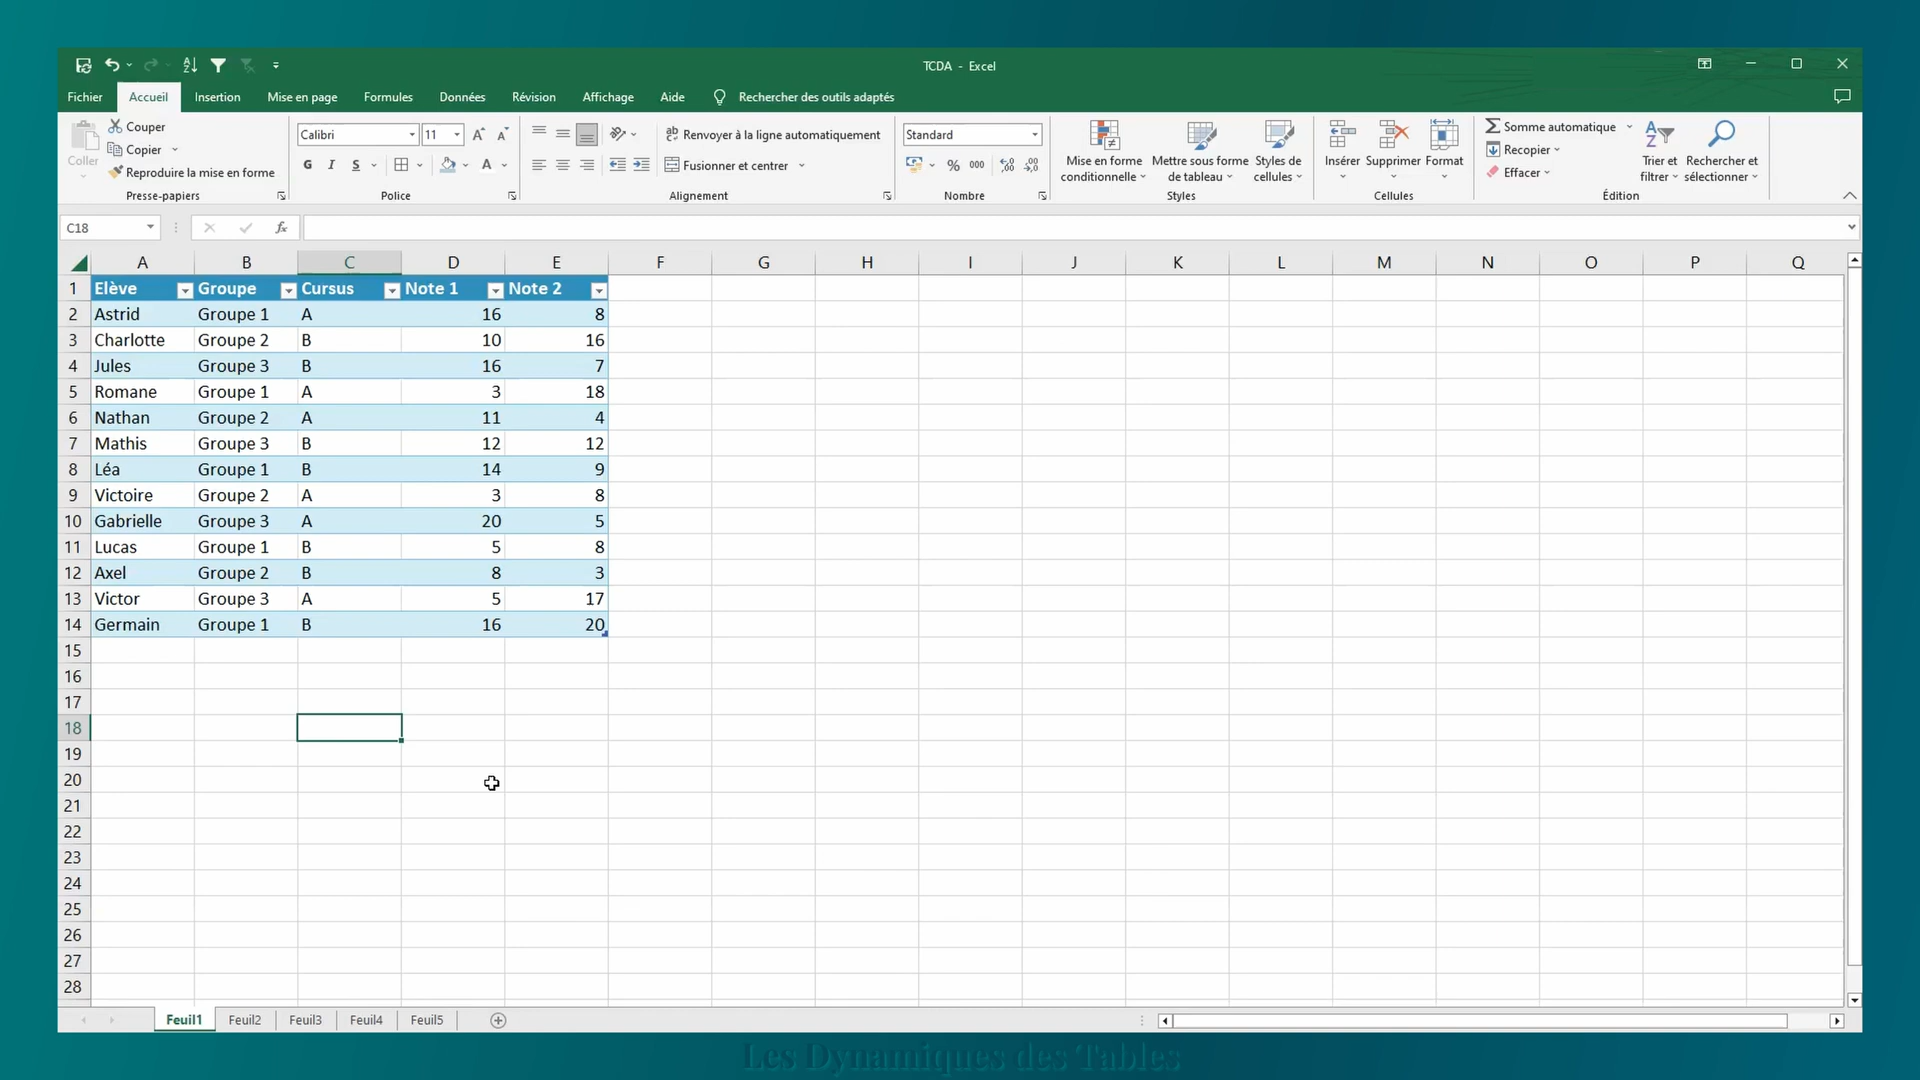 TCDA - Excel
Fichier Accueil Insertion Mise en page Formules Données Révision Affichage Aide Rechercher des outils adaptés
Coller
Couper
Copier
Reproduire la mise en forme
Presse-papiers
Calibri 11
G I S
Police
Renvoyer à la ligne automatiquement
Fusionner et centrer
Alignement
Standard
% 000
Nombre
Mise en forme conditionnelle
Mettre sous forme de tableau
Styles de cellules
Styles
Insérer Supprimer Format
Cellules
Somme automatique
Recopier
Effacer
Trier et filtrer
Rechercher et sélectionner
Édition
C18 fx
A B C D E F G H I J K L M N O P Q
1 Elève Groupe Cursus Note 1 Note 2
2 Astrid Groupe 1 A 16 8
3 Charlotte Groupe 2 B 10 16
4 Jules Groupe 3 B 16 7
5 Romane Groupe 1 A 3 18
6 Nathan Groupe 2 A 11 4
7 Mathis Groupe 3 B 12 12
8 Léa Groupe 1 B 14 9
9 Victoire Groupe 2 A 3 8
10 Gabrielle Groupe 3 A 20 5
11 Lucas Groupe 1 B 5 8
12 Axel Groupe 2 B 8 3
13 Victor Groupe 3 A 5 17
14 Germain Groupe 1 B 16 20
15
16
17
18
19
20
21
22
23
24
25
26
27
28
Feuil1 Feuil2 Feuil3 Feuil4 Feuil5
Les Dynamiques des Tables